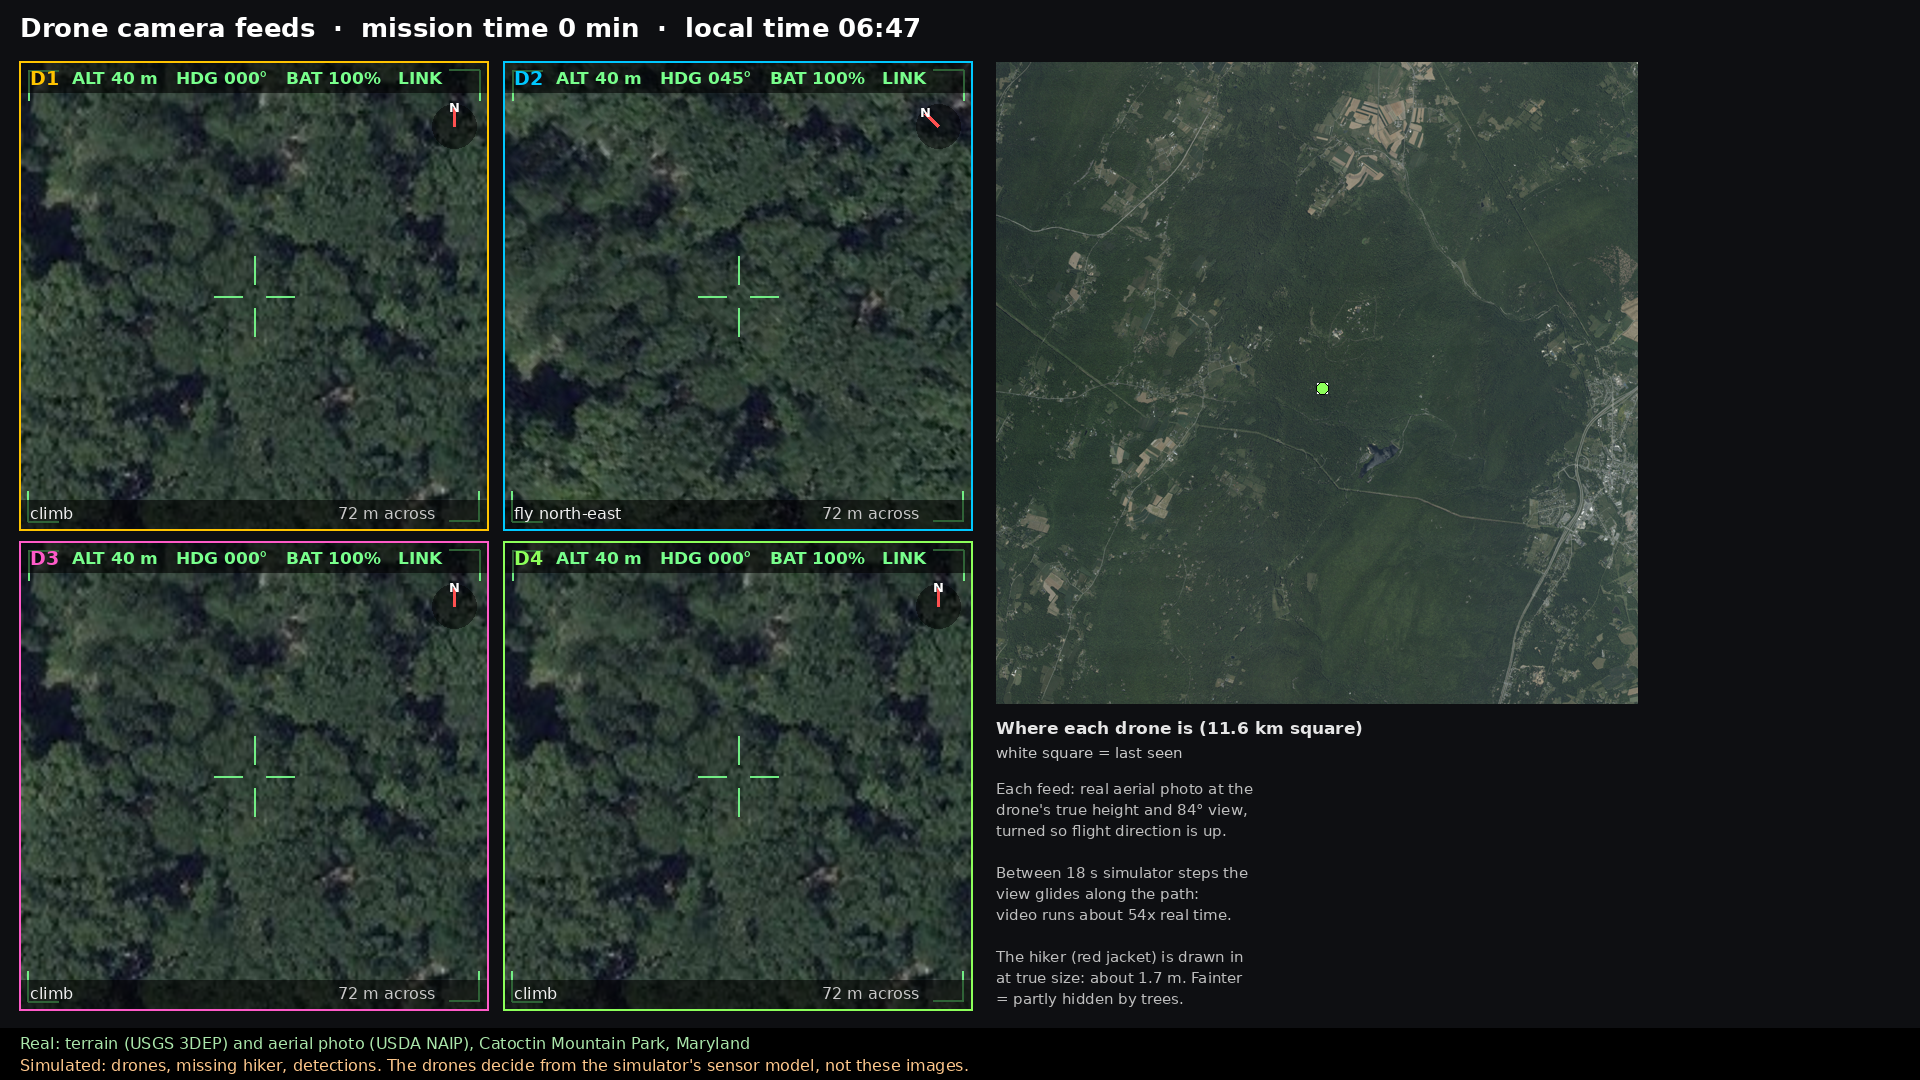 Drone camera feeds · mission time 0 min · local time 06:47
D1 ALT 40 m HDG 000° BAT 100% LINK
N
climb 72 m across
D2 ALT 40 m HDG 045° BAT 100% LINK
N
fly north-east 72 m across
D3 ALT 40 m HDG 000° BAT 100% LINK
N
climb 72 m across
D4 ALT 40 m HDG 000° BAT 100% LINK
N
climb 72 m across
Where each drone is (11.6 km square)
white square = last seen
Each feed: real aerial photo at the
drone's true height and 84° view,
turned so flight direction is up.
Between 18 s simulator steps the
view glides along the path:
video runs about 54x real time.
The hiker (red jacket) is drawn in
at true size: about 1.7 m. Fainter
= partly hidden by trees.
Real: terrain (USGS 3DEP) and aerial photo (USDA NAIP), Catoctin Mountain Park, Maryland
Simulated: drones, missing hiker, detections. The drones decide from the simulator's sensor model, not these images.